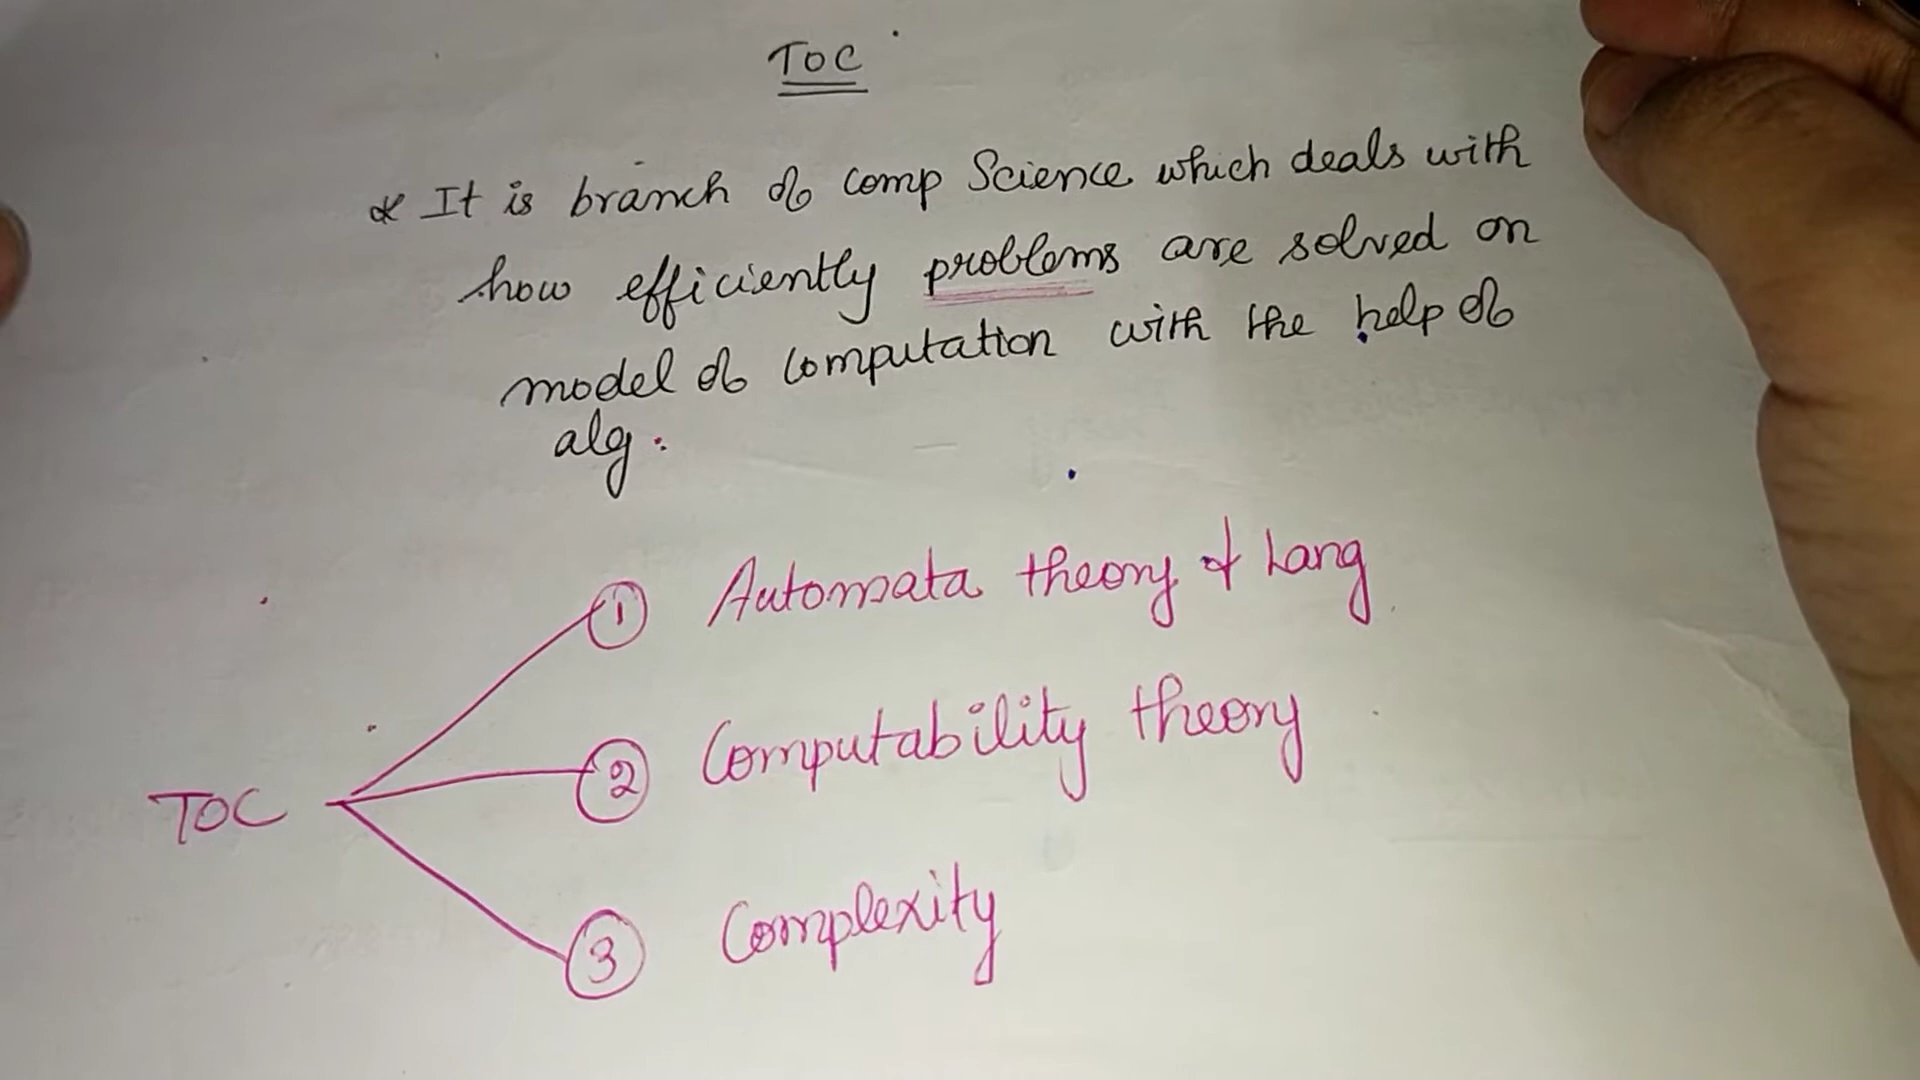 TOC
* It is branch of comp Science which deals with
how efficiently problems are solved on
model of computation with the help of
alg.
① Automata theory & Lang
② Computability theory
TOC
③ Complexity